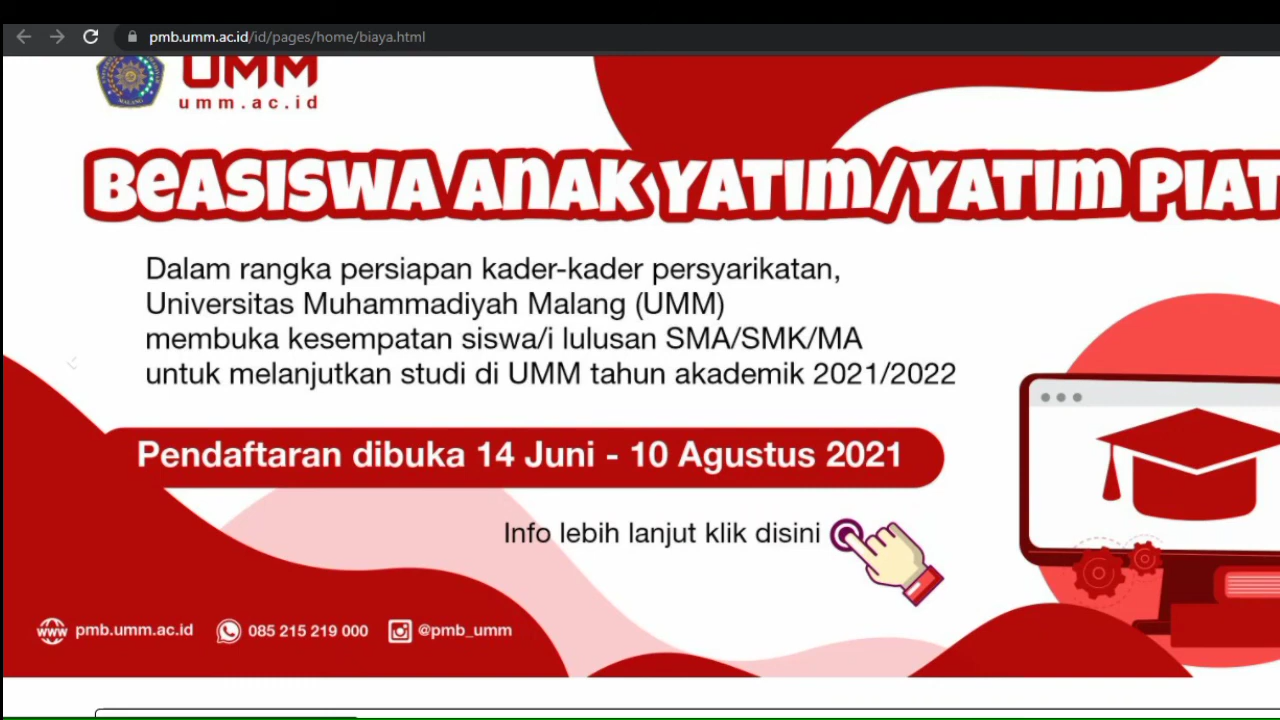 pmb.umm.ac.id/id/pages/home/biaya.html
UMM
umm.ac.id
MALANG
BEASISWA ANAK YATIM/YATIM PIAT
Dalam rangka persiapan kader-kader persyarikatan,
Universitas Muhammadiyah Malang (UMM)
membuka kesempatan siswa/i lulusan SMA/SMK/MA
untuk melanjutkan studi di UMM tahun akademik 2021/2022
Pendaftaran dibuka 14 Juni - 10 Agustus 2021
Info lebih lanjut klik disini
www pmb.umm.ac.id 085 215 219 000 @pmb_umm